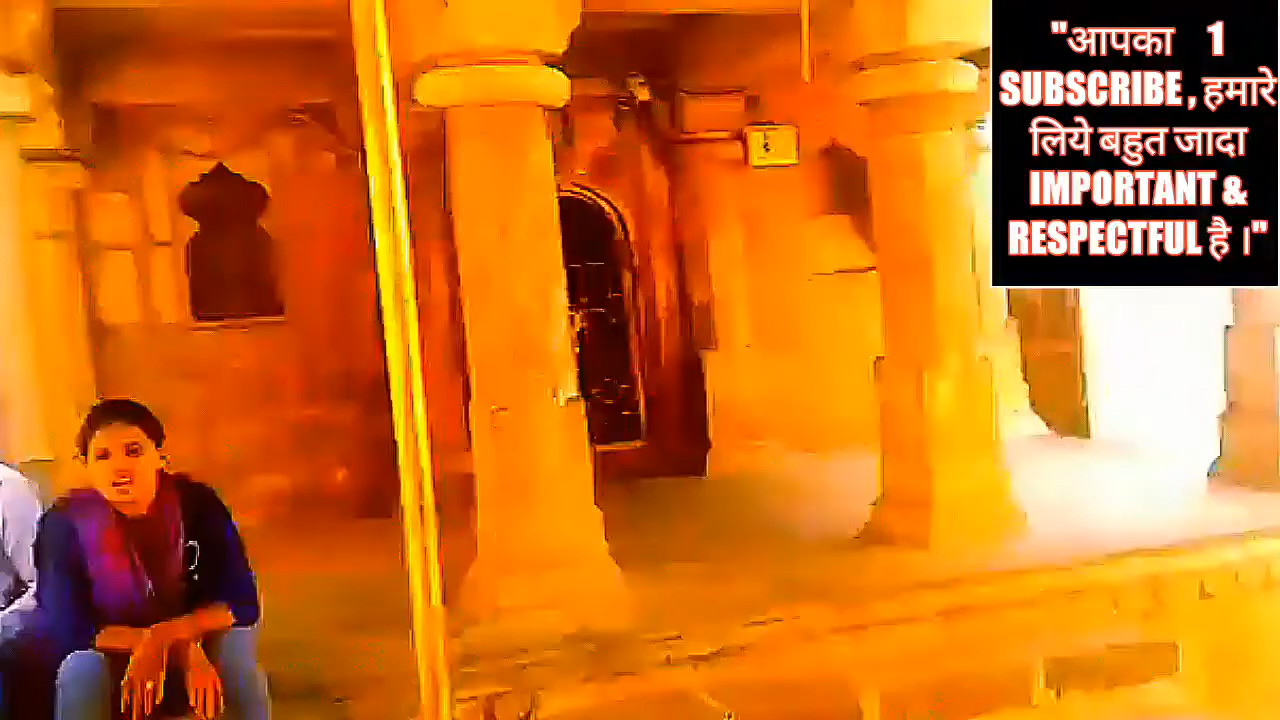 "आपका 1
SUBSCRIBE , हमारे
लिये बहुत जादा
IMPORTANT &
RESPECTFUL है ।"